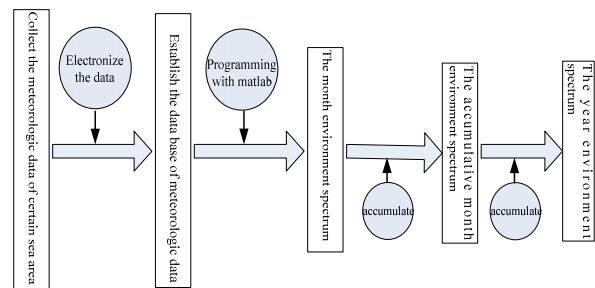 Collect the meteorologic data of certain sea area
Electronize
the data
Establish the data base of meteorologic data
Programming
with matlab
The month environment spectrum
accumulate
The accumulative month
environment spectrum
accumulate
The year environment
spectrum